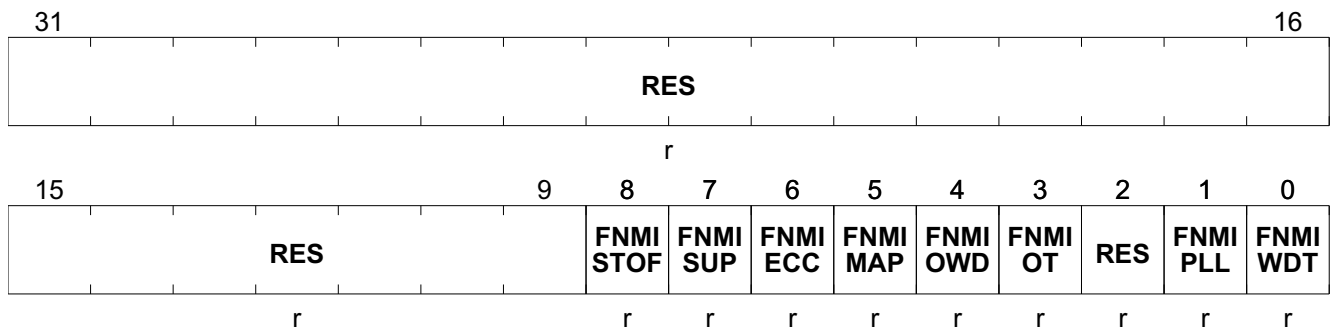 31 16
RES
r
15 9 8 7 6 5 4 3 2 1 0
RES FNMI STOF FNMI SUP FNMI ECC FNMI MAP FNMI OWD FNMI OT RES FNMI PLL FNMI WDT
r r r r r r r r r r